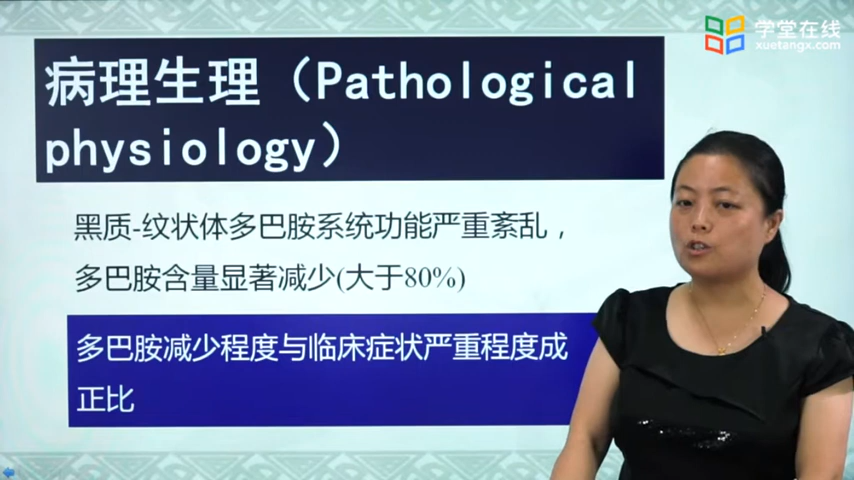 学堂在线
xuetangx.com
病理生理（Pathological
physiology）
黑质-纹状体多巴胺系统功能严重紊乱，
多巴胺含量显著减少(大于80%)
多巴胺减少程度与临床症状严重程度成
正比